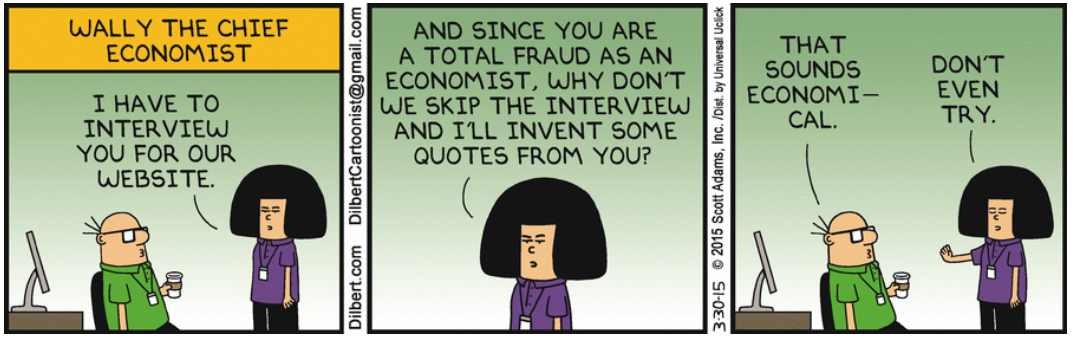 WALLY THE CHIEF
ECONOMIST
I HAVE TO
INTERVIEW
YOU FOR OUR
WEBSITE.
Dilbert.com DilbertCartoonist@gmail.com
AND SINCE YOU ARE
A TOTAL FRAUD AS AN
ECONOMIST, WHY DON'T
WE SKIP THE INTERVIEW
AND I'LL INVENT SOME
QUOTES FROM YOU?
3-30-15 © 2015 Scott Adams, Inc. /Dist. by Universal Uclick
THAT
SOUNDS
ECONOMI-
CAL.
DON'T
EVEN
TRY.